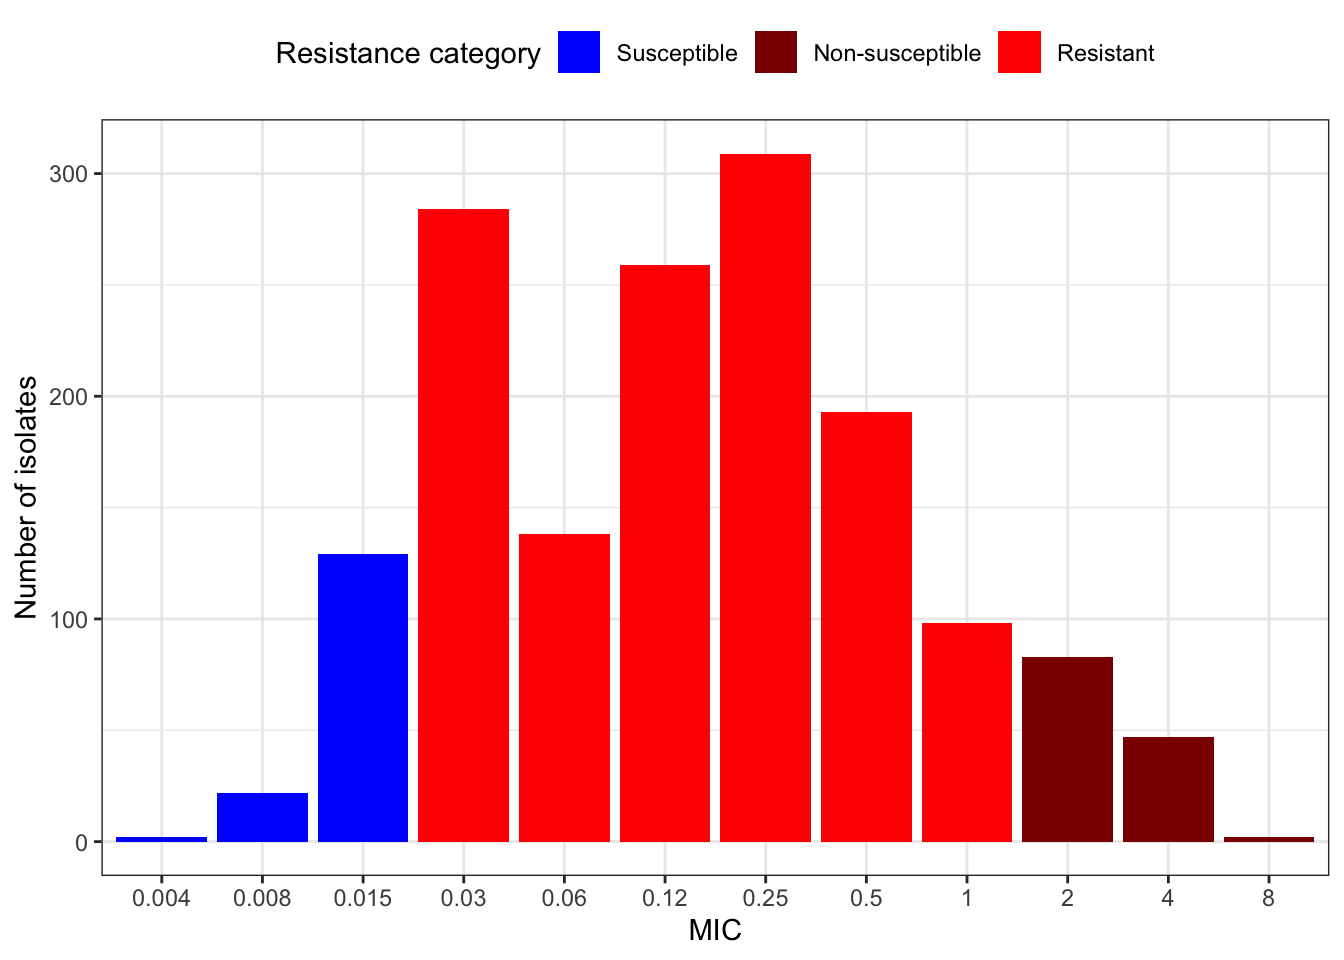 Resistance category Susceptible Non-susceptible Resistant
300
200
100
0
Number of isolates
0.004 0.008 0.015 0.03 0.06 0.12 0.25 0.5 1 2 4 8
MIC